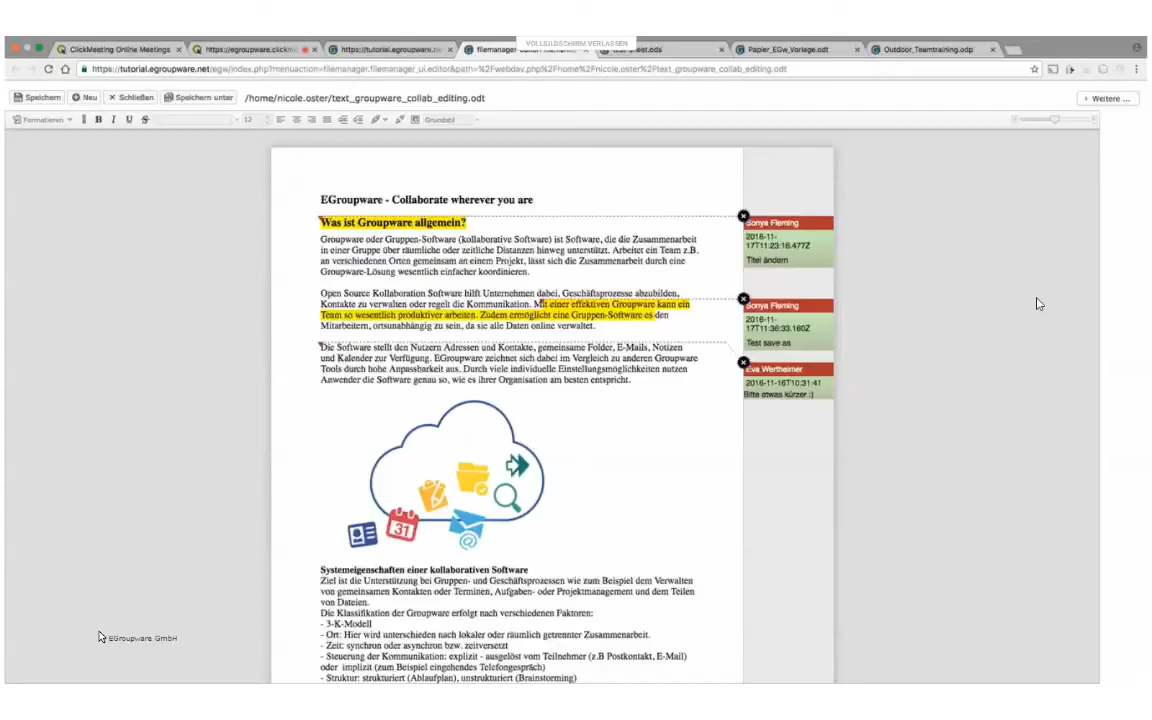 VOLLBILDSCHIRM VERLASSEN
ClickMeeting Online Meetings × https://egroupware.clickme × https://tutorial.egroupware.n × filemanager × .ods × Papier_EGw_Vorlage.odt × Outdoor_Teamtraining.odp ×
https://tutorial.egroupware.net/egw/index.php?menuaction=filemanager.filemanager_ui.editor&path=%2Fwebdav.php%2Fhome%2Fnicole.oster%2Ftext_groupware_collab_editing.odt
Speichern Neu × Schließen Speichern unter /home/nicole.oster/text_groupware_collab_editing.odt Weitere ...
Formatieren B I U S 12 Grundstil
EGroupware - Collaborate wherever you are
Was ist Groupware allgemein?
Groupware oder Gruppen-Software (kollaborative Software) ist Software, die die Zusammenarbeit
in einer Gruppe über räumliche oder zeitliche Distanzen hinweg unterstützt. Arbeitet ein Team z.B.
an verschiedenen Orten gemeinsam an einem Projekt, lässt sich die Zusammenarbeit durch eine
Groupware-Lösung wesentlich einfacher koordinieren.
Open Source Kollaboration Software hilft Unternehmen dabei, Geschäftsprozesse abzubilden,
Kontakte zu verwalten oder regelt die Kommunikation. Mit einer effektiven Groupware kann ein
Team so wesentlich produktiver arbeiten. Zudem ermöglicht eine Gruppen-Software es den
Mitarbeitern, ortsunabhängig zu sein, da sie alle Daten online verwaltet.
Die Software stellt den Nutzern Adressen und Kontakte, gemeinsame Folder, E-Mails, Notizen
und Kalender zur Verfügung. EGroupware zeichnet sich dabei im Vergleich zu anderen Groupware
Tools durch hohe Anpassbarkeit aus. Durch viele individuelle Einstellungsmöglichkeiten nutzen
Anwender die Software genau so, wie es ihrer Organisation am besten entspricht.
Sonya Fleming
2016-11-
17T11:23:16.477Z
Titel ändern
Sonya Fleming
2016-11-
17T11:36:33.160Z
Test save as
Eva Wertheimer
2016-11-16T10:31:41
Bitte etwas kürzer :)
31
@
Systemeigenschaften einer kollaborativen Software
Ziel ist die Unterstützung bei Gruppen- und Geschäftsprozessen wie zum Beispiel dem Verwalten
von gemeinsamen Kontakten oder Terminen, Aufgaben- oder Projektmanagement und dem Teilen
von Dateien.
Die Klassifikation der Groupware erfolgt nach verschiedenen Faktoren:
- 3-K-Modell
- Ort: Hier wird unterschieden nach lokaler oder räumlich getrennter Zusammenarbeit.
- Zeit: synchron oder asynchron bzw. zeitversetzt
- Steuerung der Kommunikation: explizit - ausgelöst vom Teilnehmer (z.B Postkontakt, E-Mail)
oder implizit (zum Beispiel eingehendes Telefongespräch)
- Struktur: strukturiert (Ablaufplan), unstrukturiert (Brainstorming)
EGroupware GmbH